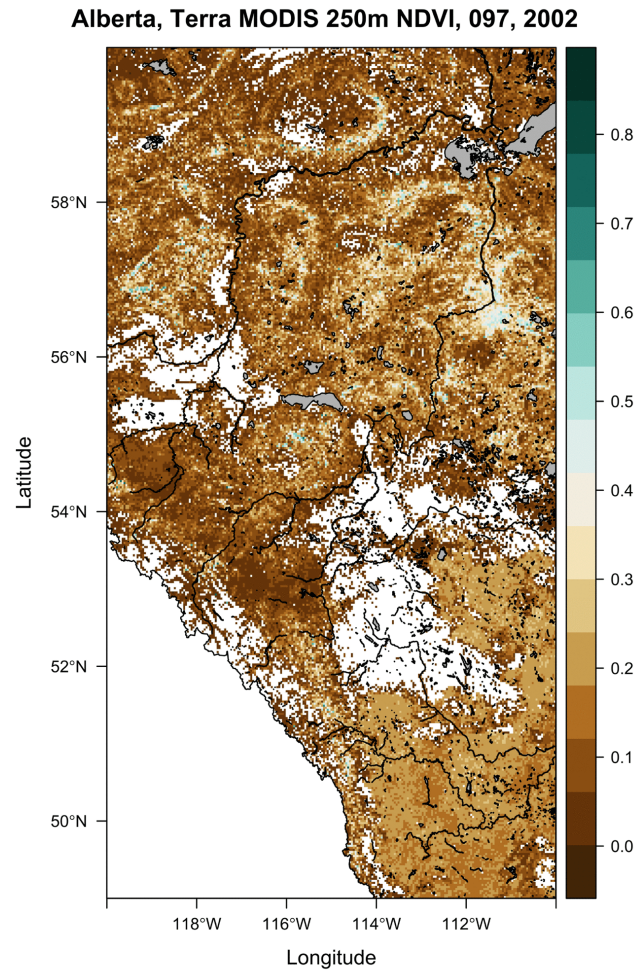 Alberta, Terra MODIS 250m NDVI, 097, 2002
58°N
56°N
54°N
52°N
50°N
Latitude
118°W 116°W 114°W 112°W
Longitude
0.8
0.7
0.6
0.5
0.4
0.3
0.2
0.1
0.0